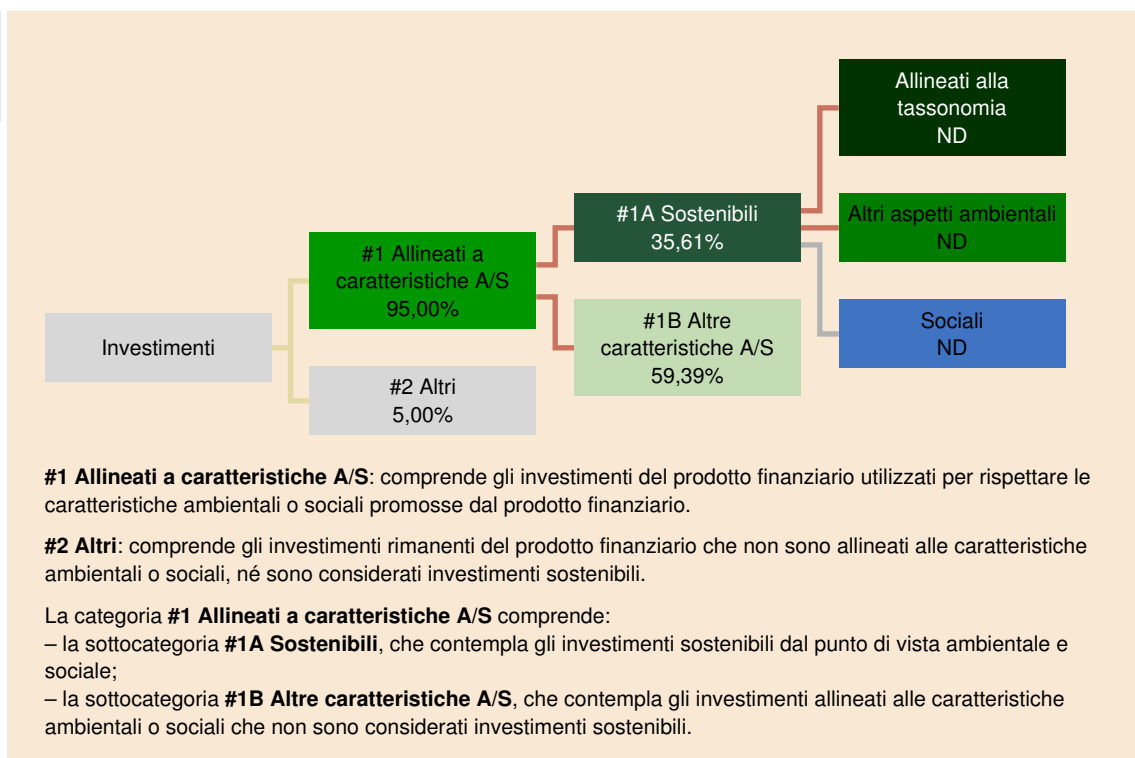 Allineati alla
tassonomia
ND
#1A Sostenibili
35,61%
Altri aspetti ambientali
ND
#1 Allineati a
caratteristiche A/S
95,00%
#1B Altre
caratteristiche A/S
59,39%
Sociali
ND
Investimenti
#2 Altri
5,00%
#1 Allineati a caratteristiche A/S: comprende gli investimenti del prodotto finanziario utilizzati per rispettare le
caratteristiche ambientali o sociali promosse dal prodotto finanziario.
#2 Altri: comprende gli investimenti rimanenti del prodotto finanziario che non sono allineati alle caratteristiche
ambientali o sociali, né sono considerati investimenti sostenibili.
La categoria #1 Allineati a caratteristiche A/S comprende:
– la sottocategoria #1A Sostenibili, che contempla gli investimenti sostenibili dal punto di vista ambientale e
sociale;
– la sottocategoria #1B Altre caratteristiche A/S, che contempla gli investimenti allineati alle caratteristiche
ambientali o sociali che non sono considerati investimenti sostenibili.